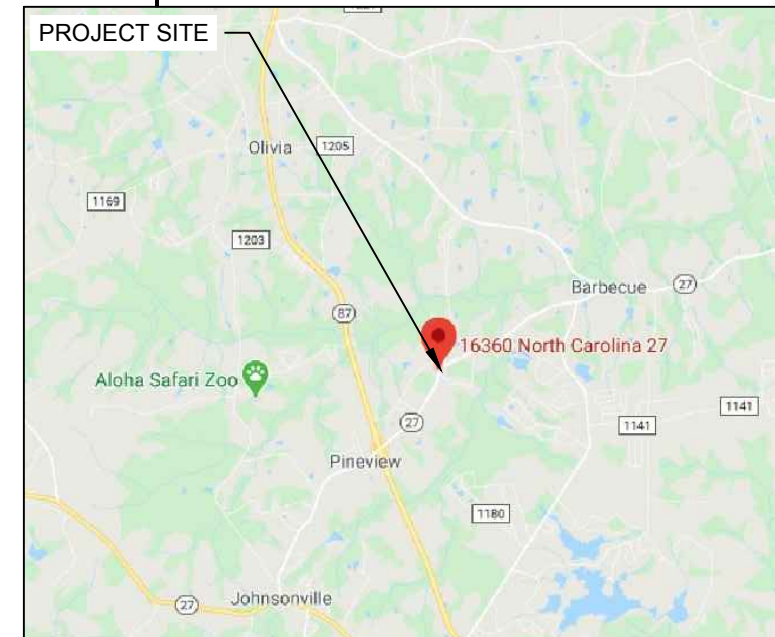 PROJECT SITE
Olivia
1205
1169
1203
Barbecue
27
87
16360 North Carolina 27
Aloha Safari Zoo
1141
27
1141
Pineview
1180
27
Johnsonville